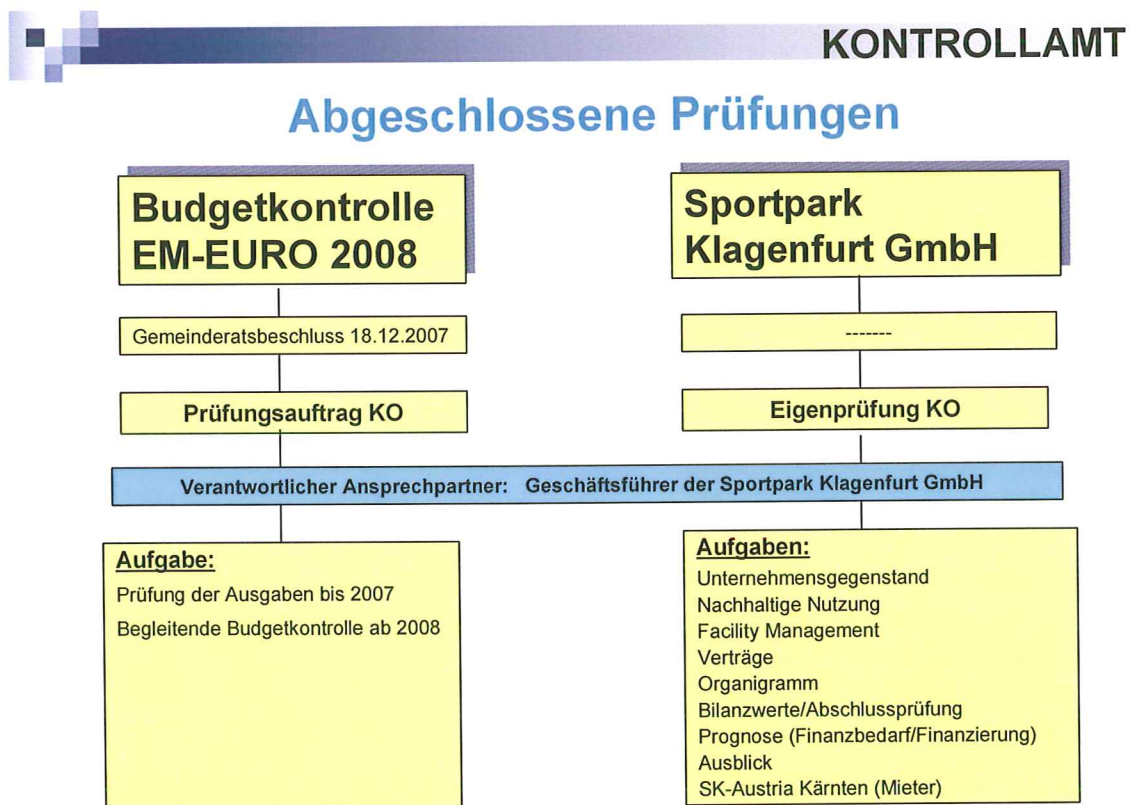 KONTROLLAMT
Abgeschlossene Prüfungen
Budgetkontrolle
EM-EURO 2008
Gemeinderatsbeschluss 18.12.2007
Prüfungsauftrag KO
Sportpark
Klagenfurt GmbH
-------
Eigenprüfung KO
Verantwortlicher Ansprechpartner: Geschäftsführer der Sportpark Klagenfurt GmbH
Aufgabe:
Prüfung der Ausgaben bis 2007
Begleitende Budgetkontrolle ab 2008
Aufgaben:
Unternehmensgegenstand
Nachhaltige Nutzung
Facility Management
Verträge
Organigramm
Bilanzwerte/Abschlussprüfung
Prognose (Finanzbedarf/Finanzierung)
Ausblick
SK-Austria Kärnten (Mieter)